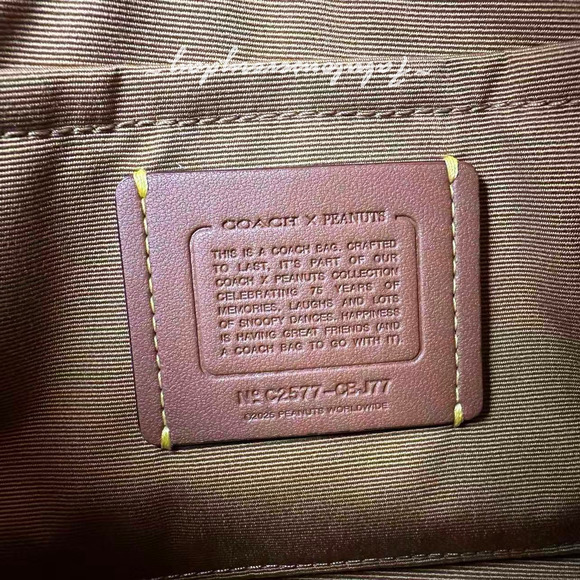 COACH X PEANUTS
THIS IS A COACH BAG. CRAFTED
TO LAST, IT'S PART OF OUR
COACH X PEANUTS COLLECTION
CELEBRATING 75 YEARS OF
MEMORIES, LAUGHS AND LOTS
OF SNOOPY DANCES. HAPPINESS
IS HAVING GREAT FRIENDS (AND
A COACH BAG TO GO WITH IT).
Nº C2577-CBJ77
©2025 PEANUTS WORLDWIDE